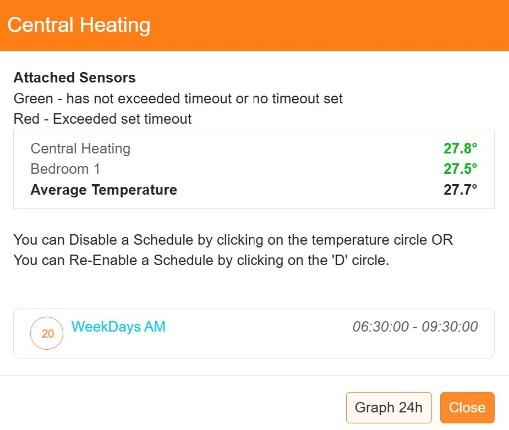 Central Heating
Attached Sensors
Green - has not exceeded timeout or no timeout set
Red - Exceeded set timeout
Central Heating 27.8°
Bedroom 1 27.5°
Average Temperature 27.7°
You can Disable a Schedule by clicking on the temperature circle OR
You can Re-Enable a Schedule by clicking on the 'D' circle.
20 WeekDays AM 06:30:00 - 09:30:00
Graph 24h Close